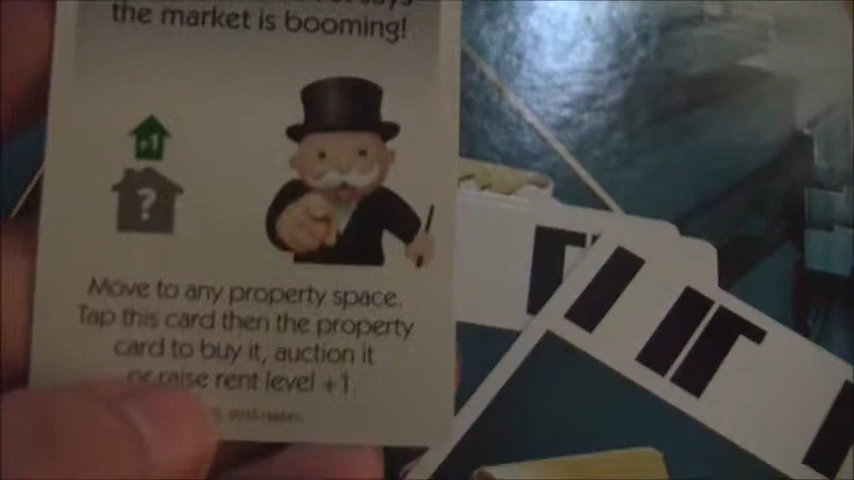 the market is booming!
+1
?
Move to any property space.
Tap this card then the property
card to buy it, auction it
or raise rent level +1.